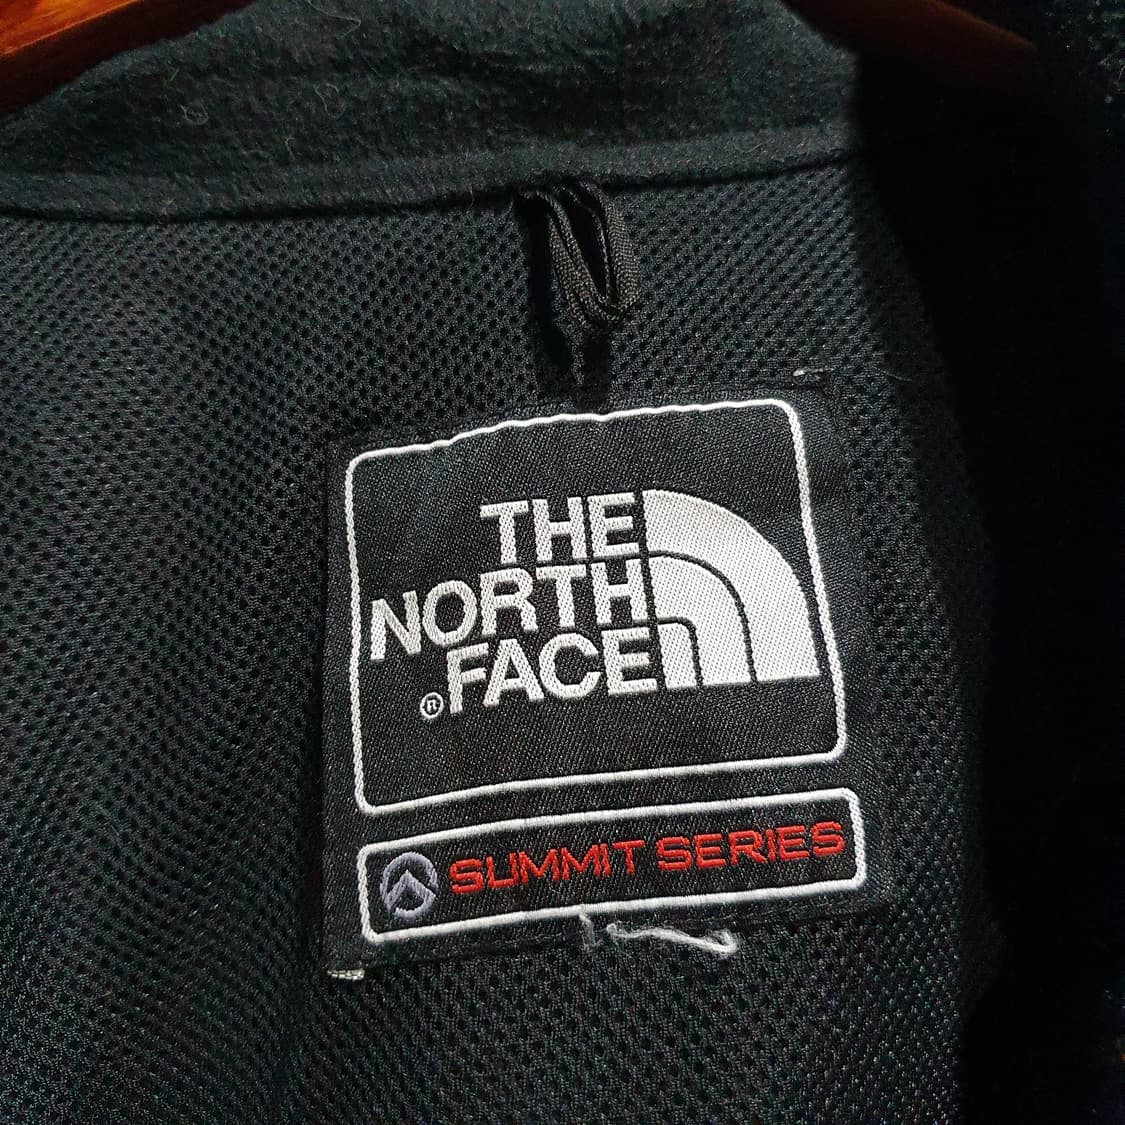 THE
NORTH
®FACE
SUMMIT SERIES